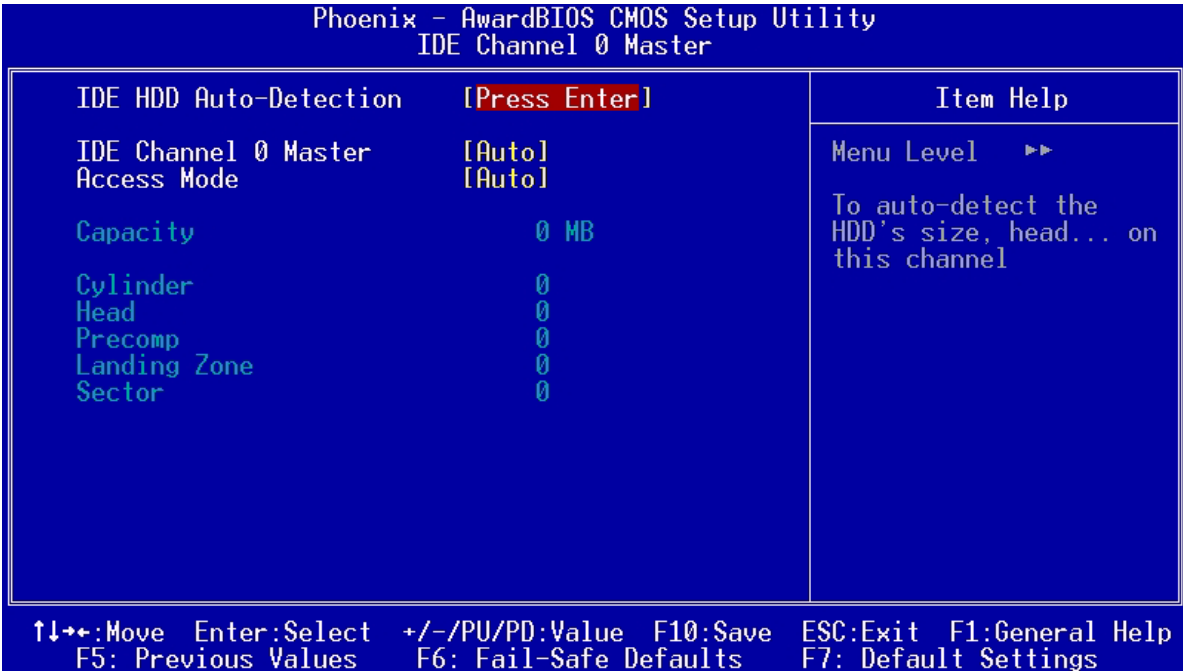 Phoenix - AwardBIOS CMOS Setup Utility
IDE Channel 0 Master
IDE HDD Auto-Detection [Press Enter]
IDE Channel 0 Master [Auto]
Access Mode [Auto]
Capacity 0 MB
Cylinder 0
Head 0
Precomp 0
Landing Zone 0
Sector 0
Item Help
Menu Level ►►
To auto-detect the
HDD's size, head... on
this channel
↑↓→←:Move Enter:Select +/-/PU/PD:Value F10:Save ESC:Exit F1:General Help
F5: Previous Values F6: Fail-Safe Defaults F7: Default Settings